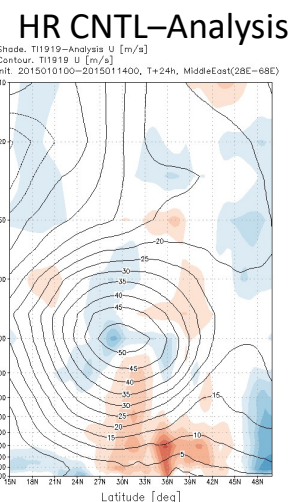 HR CNTL–Analysis
Shade. TI1919–Analysis U [m/s]
Contour. TI1919 U [m/s]
nit. 2015010100–2015011400, T+24h, MiddleEast(28E–68E)
20
25
30
35
40
45
50
45
40
35
30
25
20
15
15
10
5
15N 18N 21N 24N 27N 30N 33N 36N 39N 42N 45N 48N
Latitude [deg]